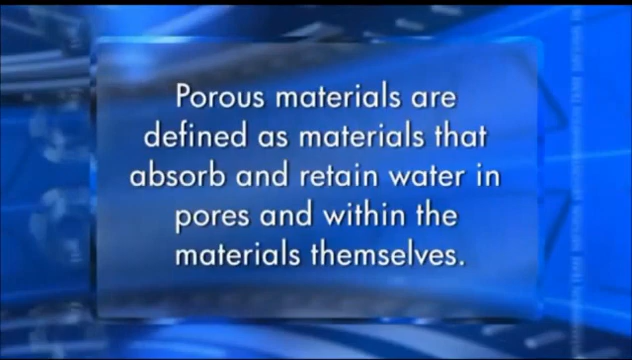 Porous materials are
defined as materials that
absorb and retain water in
pores and within the
materials themselves.